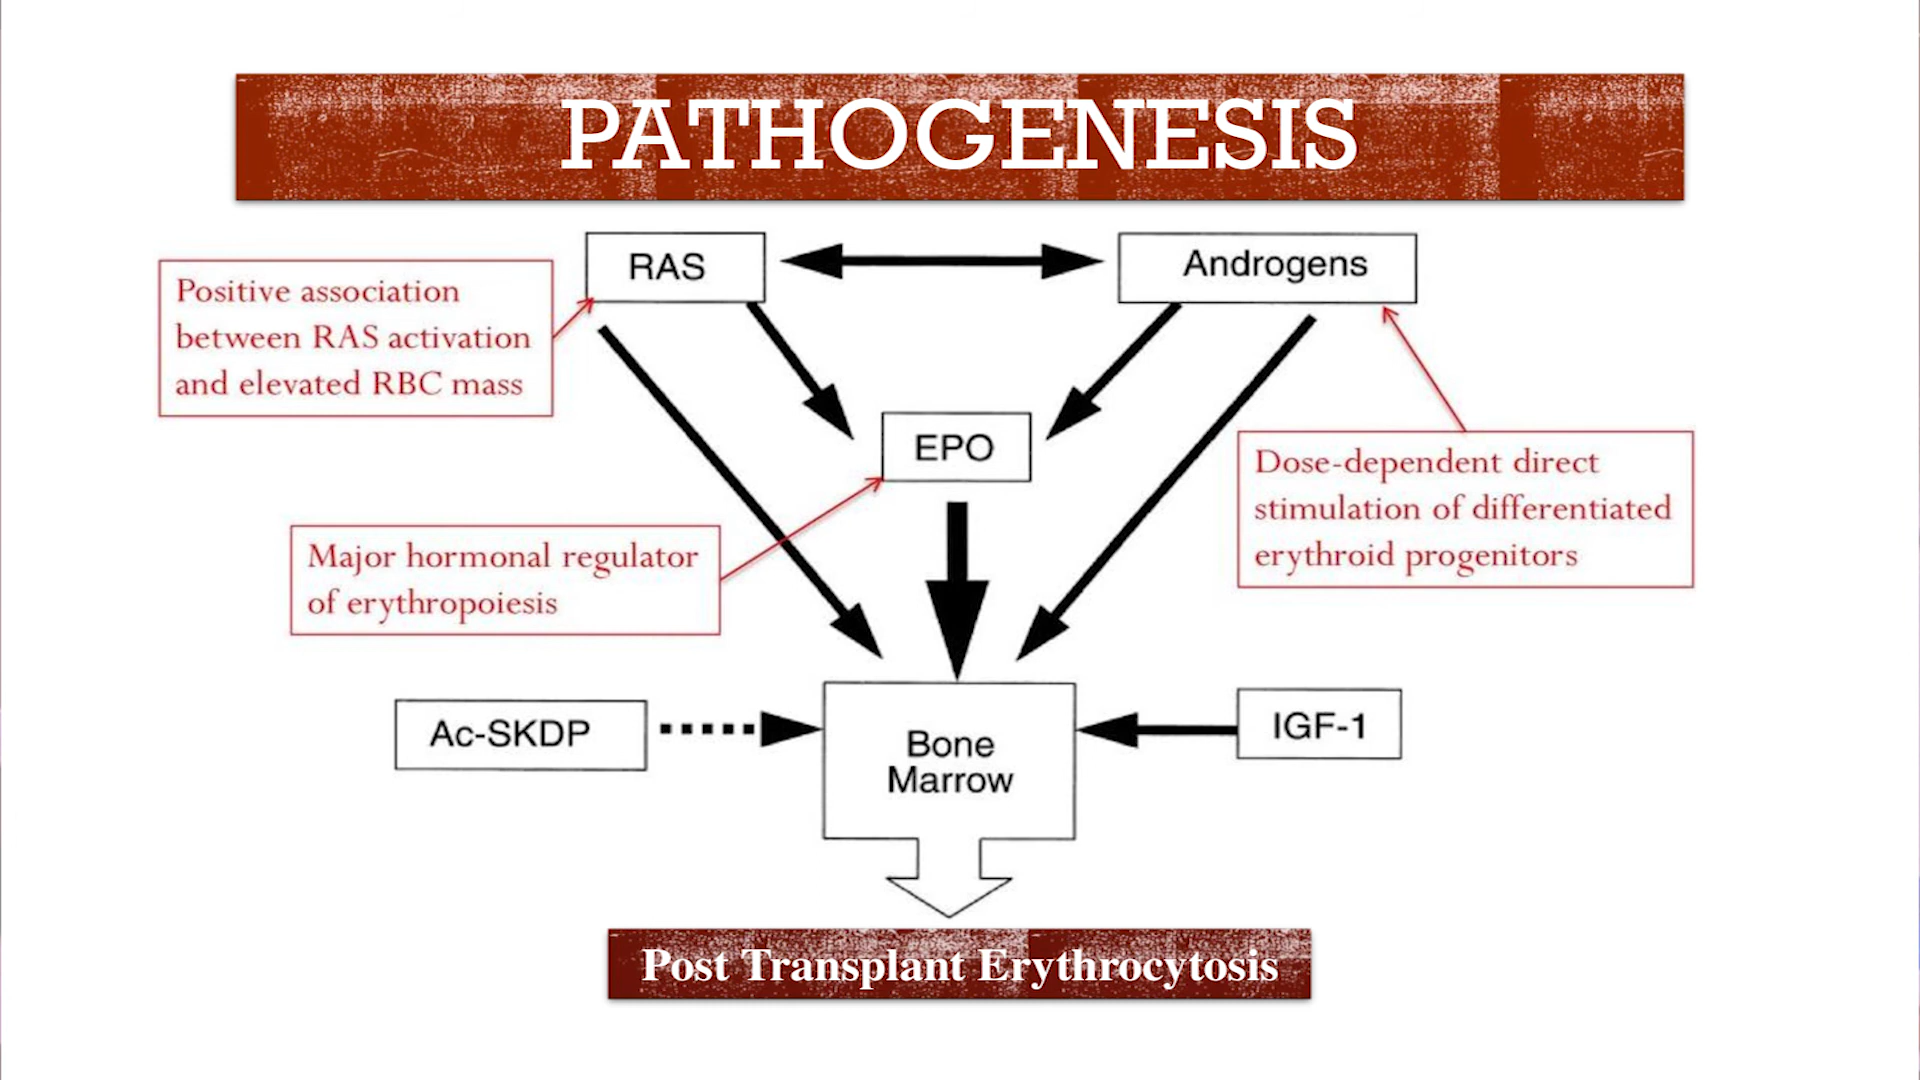 PATHOGENESIS
RAS
Androgens
Positive association
between RAS activation
and elevated RBC mass
EPO
Dose-dependent direct
stimulation of differentiated
erythroid progenitors
Major hormonal regulator
of erythropoiesis
Ac-SKDP
Bone
Marrow
IGF-1
Post Transplant Erythrocytosis